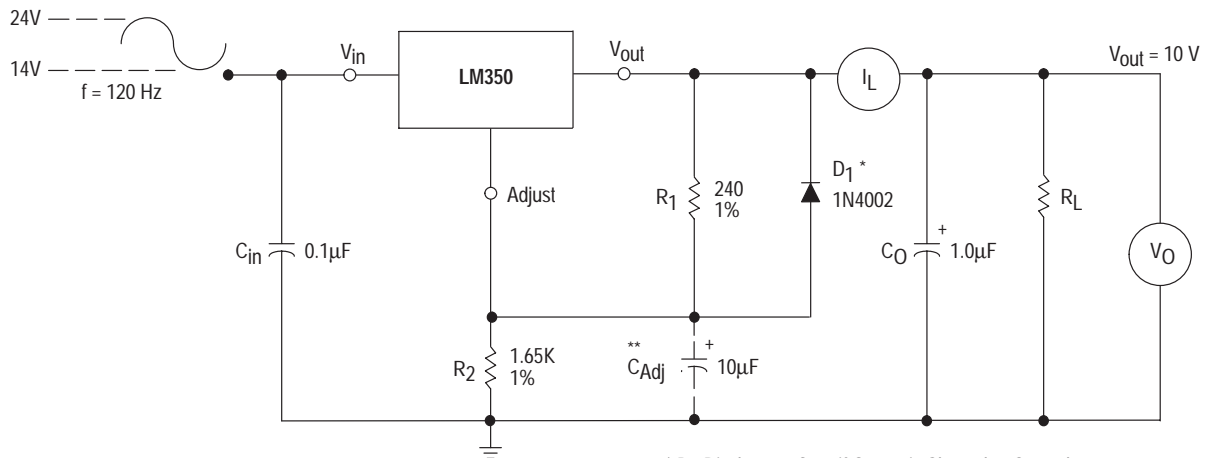 24V
14V
f = 120 Hz
Vin
LM350
Vout
IL
Vout = 10 V
Adjust
R1
240
1%
D1 *
1N4002
Cin
0.1µF
CO
+
1.0µF
RL
VO
R2
1.65K
1%
**
CAdj
+
10µF